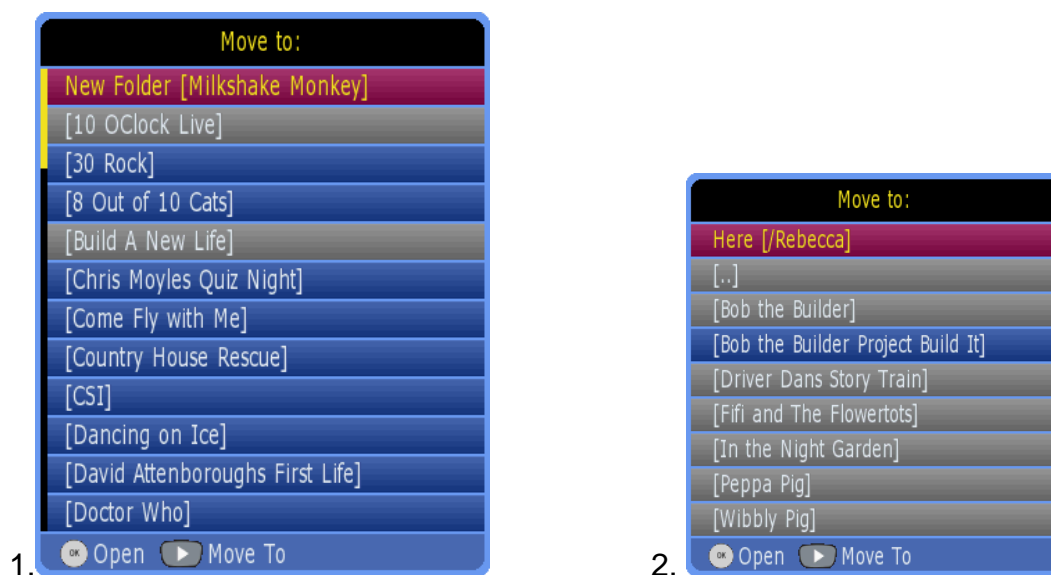 Move to:
New Folder [Milkshake Monkey]
[10 OClock Live]
[30 Rock]
[8 Out of 10 Cats]
[Build A New Life]
[Chris Moyles Quiz Night]
[Come Fly with Me]
[Country House Rescue]
[CSI]
[Dancing on Ice]
[David Attenboroughs First Life]
[Doctor Who]
OK Open Move To
1.
Move to:
Here [/Rebecca]
[..]
[Bob the Builder]
[Bob the Builder Project Build It]
[Driver Dans Story Train]
[Fifi and The Flowertots]
[In the Night Garden]
[Peppa Pig]
[Wibbly Pig]
OK Open Move To
2.